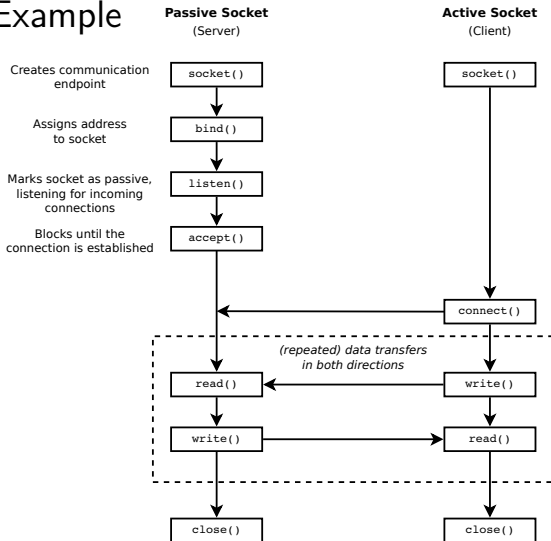 Example
Passive Socket
(Server)
Active Socket
(Client)
Creates communication
endpoint
socket()
socket()
Assigns address
to socket
bind()
Marks socket as passive,
listening for incoming
connections
listen()
Blocks until the
connection is established
accept()
connect()
(repeated) data transfers
in both directions
read()
write()
write()
read()
close()
close()